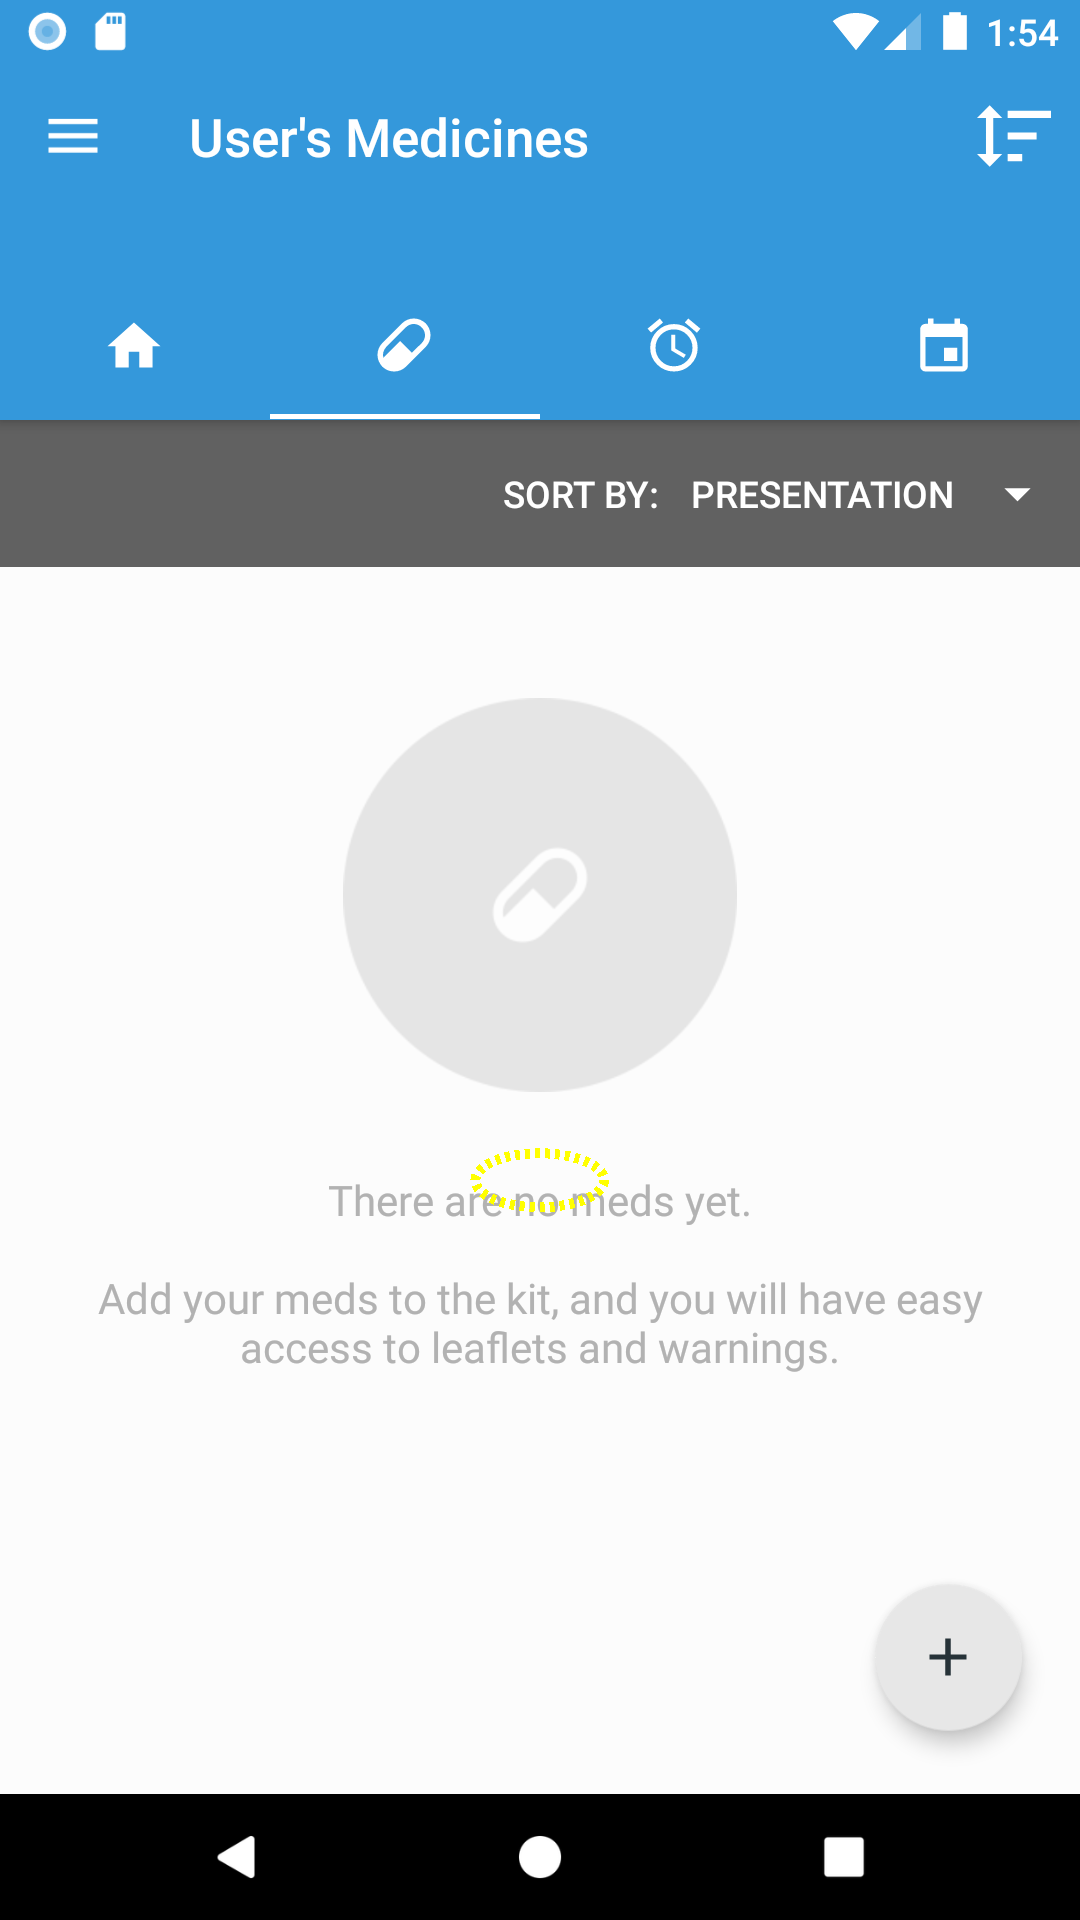 1:54
User's Medicines
SORT BY: PRESENTATION
There are no meds yet.
Add your meds to the kit, and you will have easy
access to leaflets and warnings.